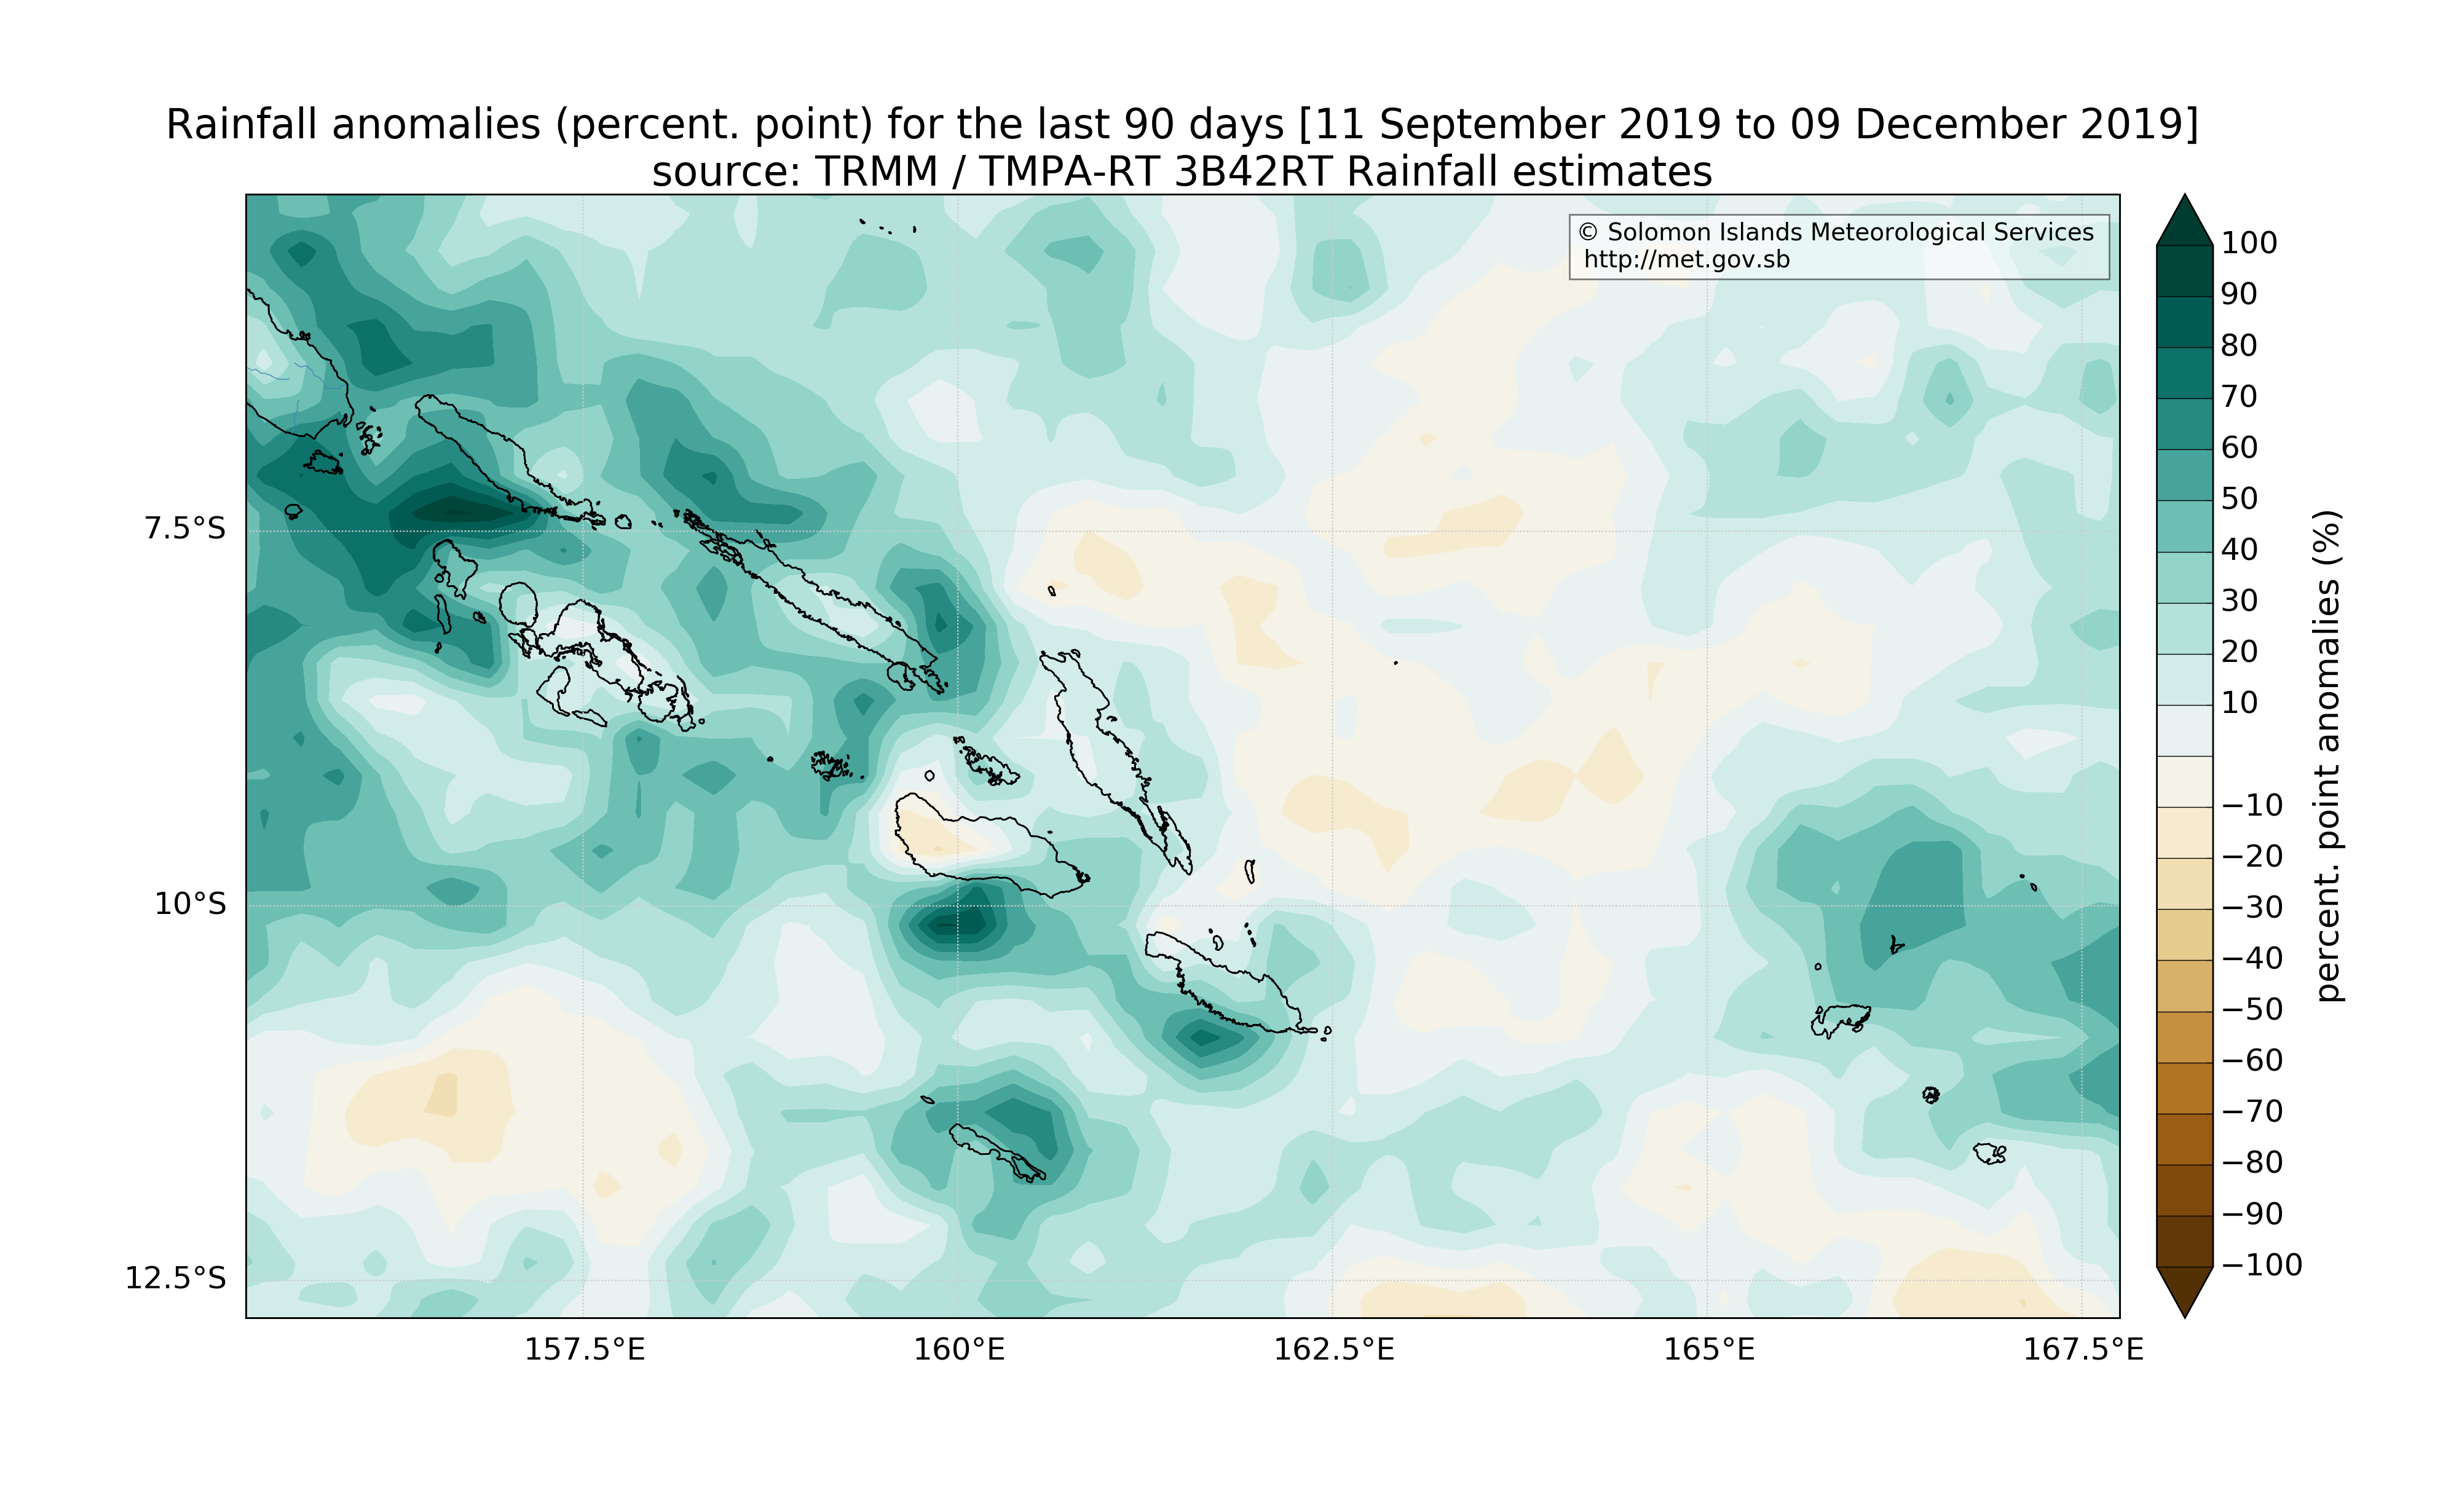 Rainfall anomalies (percent. point) for the last 90 days [11 September 2019 to 09 December 2019]
source: TRMM / TMPA-RT 3B42RT Rainfall estimates
© Solomon Islands Meteorological Services
http://met.gov.sb
7.5°S
10°S
12.5°S
157.5°E
160°E
162.5°E
165°E
167.5°E
100
90
80
70
60
50
40
30
20
10
−10
−20
−30
−40
−50
−60
−70
−80
−90
−100
percent. point anomalies (%)